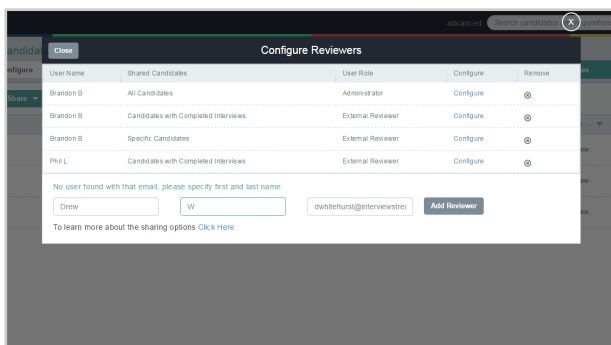 advanced
Search candidates
X
Close
Configure Reviewers
User Name Shared Candidates User Role Configure Remove
Brandon B All Candidates Administrator Configure
Brandon B Candidates with Completed Interviews External Reviewer Configure
Brandon B Specific Candidates External Reviewer Configure
Phil L Candidates with Completed Interviews External Reviewer Configure
No user found with that email, please specify first and last name:
Drew W dwhitehurst@interviewstre Add Reviewer
To learn more about the sharing options Click Here
Share